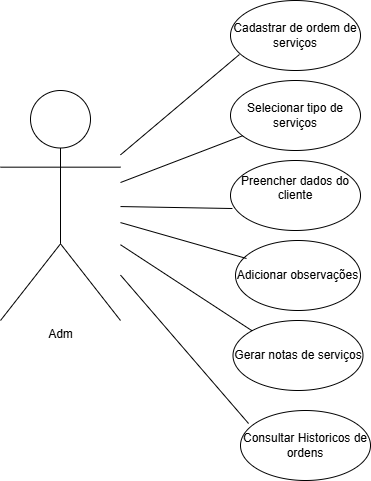 Cadastrar de ordem de
serviços
Selecionar tipo de
serviços
Preencher dados do
cliente
Adicionar observações
Adm
Gerar notas de serviços
Consultar Historicos de
ordens